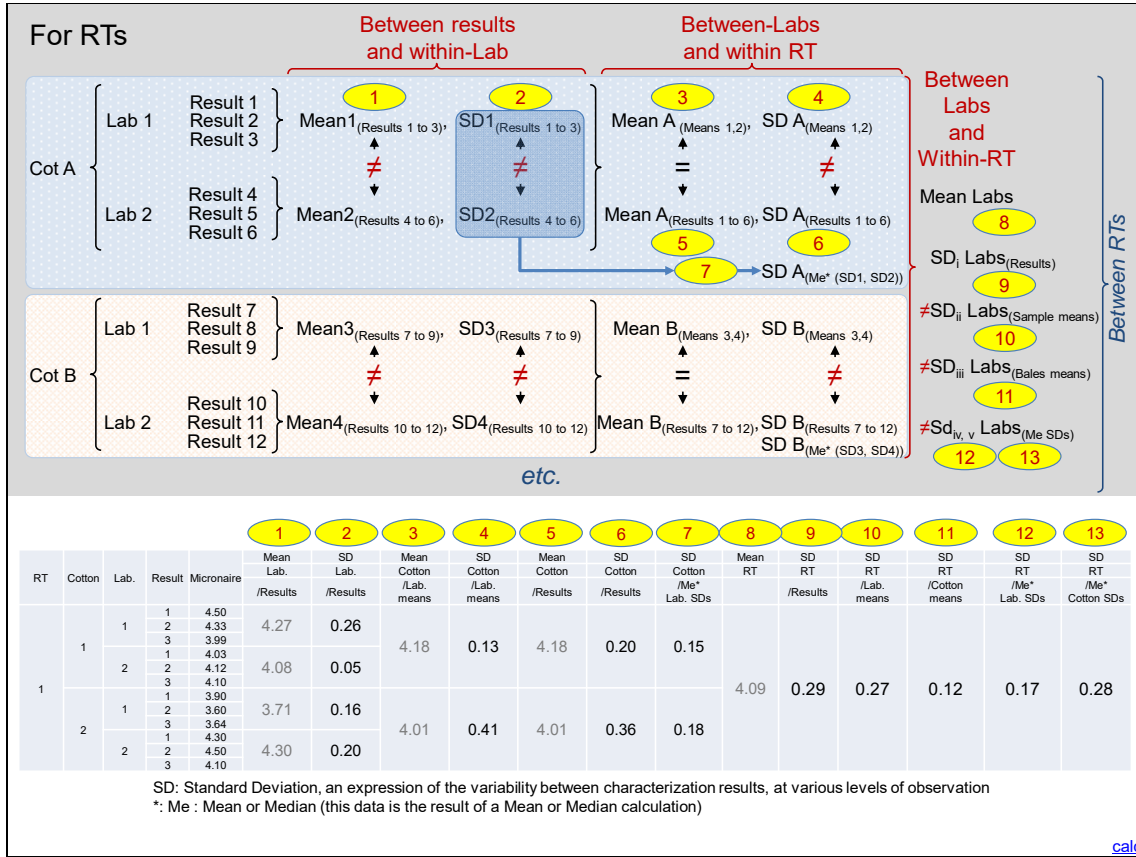 For RTs
Between results
and within-Lab
Between-Labs
and within RT
Between
Labs
and
Within-RT
Between RTs
1 2 3 4
Cot A
Lab 1
Result 1
Result 2
Result 3
Mean1(Results 1 to 3), SD1(Results 1 to 3) Mean A (Means 1,2) SD A(Means 1,2)
≠ ≠ = ≠
Lab 2
Result 4
Result 5
Result 6
Mean2(Results 4 to 6), SD2(Results 4 to 6) Mean A(Results 1 to 6), SD A(Results 1 to 6)
5 6
7 SD A(Me* (SD1, SD2))
Cot B
Lab 1
Result 7
Result 8
Result 9
Mean3(Results 7 to 9), SD3(Results 7 to 9) Mean B(Means 3,4), SD B(Means 3,4)
≠ ≠ = ≠
Lab 2
Result 10
Result 11
Result 12
Mean4(Results 10 to 12), SD4(Results 10 to 12) Mean B(Results 7 to 12), SD B(Results 7 to 12)
SD B(Me* (SD3, SD4))
Mean Labs
8
SDi Labs(Results)
9
≠SDii Labs(Sample means)
10
≠SDiii Labs(Bales means)
11
≠Sdiv, v Labs(Me SDs)
12 13
etc.
1 2 3 4 5 6 7 8 9 10 11 12 13
Mean SD Mean SD Mean SD SD Mean SD SD SD SD SD
RT Cotton Lab. Result Micronaire Lab. Lab. Cotton Cotton Cotton Cotton Cotton RT RT RT RT RT RT
/Results /Results /Lab. means /Lab. means /Results /Results /Me* Lab. SDs /Results /Lab. means /Cotton means /Me* Lab. SDs /Me* Cotton SDs
1 1 1 1 4.50 4.27 0.26 4.18 0.13 4.18 0.20 0.15 4.09 0.29 0.27 0.12 0.17 0.28
2 4.33
3 3.99
2 1 4.03 4.08 0.05
2 4.12
3 4.10
2 1 1 3.90 3.71 0.16 4.01 0.41 4.01 0.36 0.18
2 3.60
3 3.64
2 1 4.30 4.30 0.20
2 4.50
3 4.10
SD: Standard Deviation, an expression of the variability between characterization results, at various levels of observation
*: Me : Mean or Median (this data is the result of a Mean or Median calculation)
calc